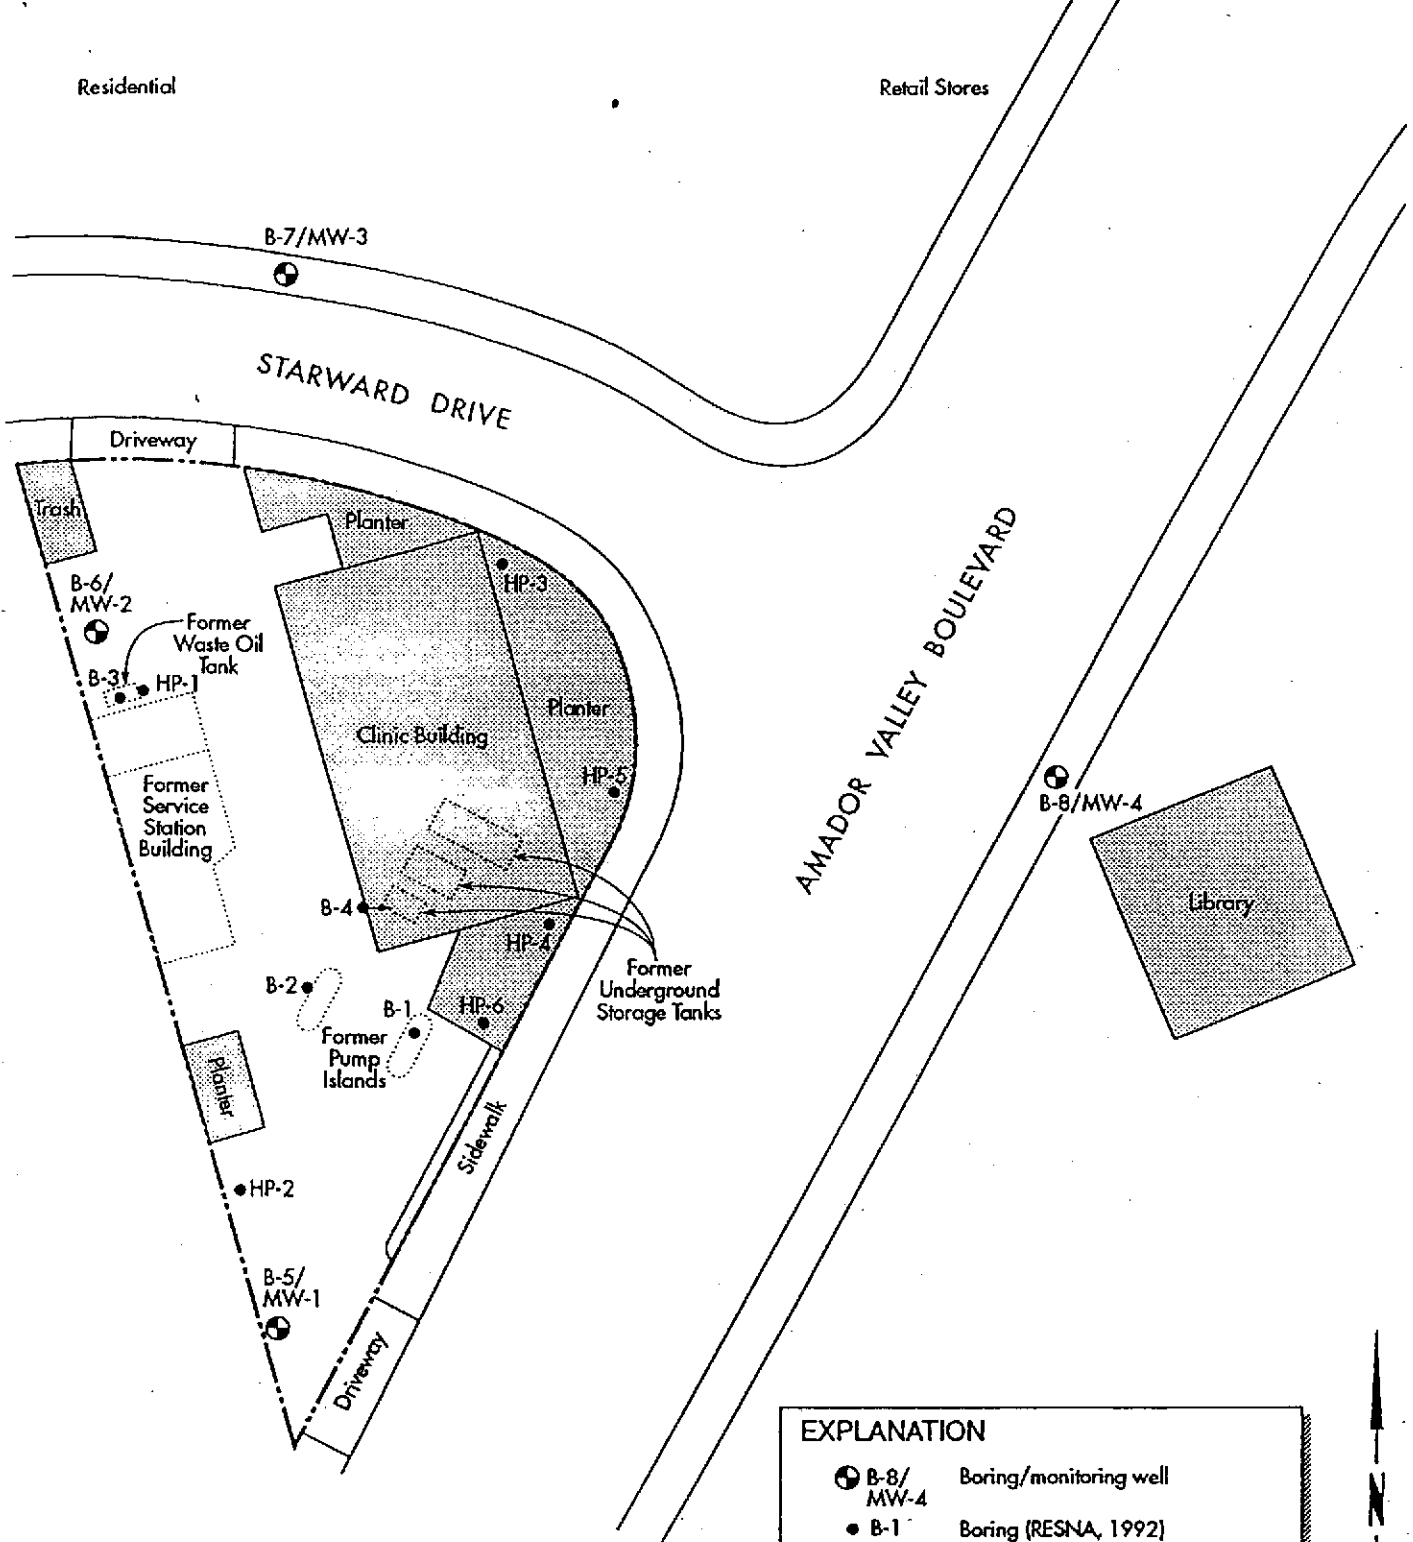 Residential
Retail Stores
B-7/MW-3
STARWARD DRIVE
Driveway
Trash
Planter
HP-3
B-6/
MW-2
Former
Waste Oil
Tank
B-3
HP-1
Planter
Clinic Building
HP-5
AMADOR VALLEY BOULEVARD
B-8/MW-4
Former
Service
Station
Building
Library
B-4
HP-4
Former
Underground
Storage Tanks
B-2
B-1
HP-6
Former
Pump
Islands
Planter
Sidewalk
HP-2
B-5/
MW-1
Driveway
EXPLANATION
B-8/ Boring/monitoring well
MW-4
B-1 Boring (RESNA, 1992)
N